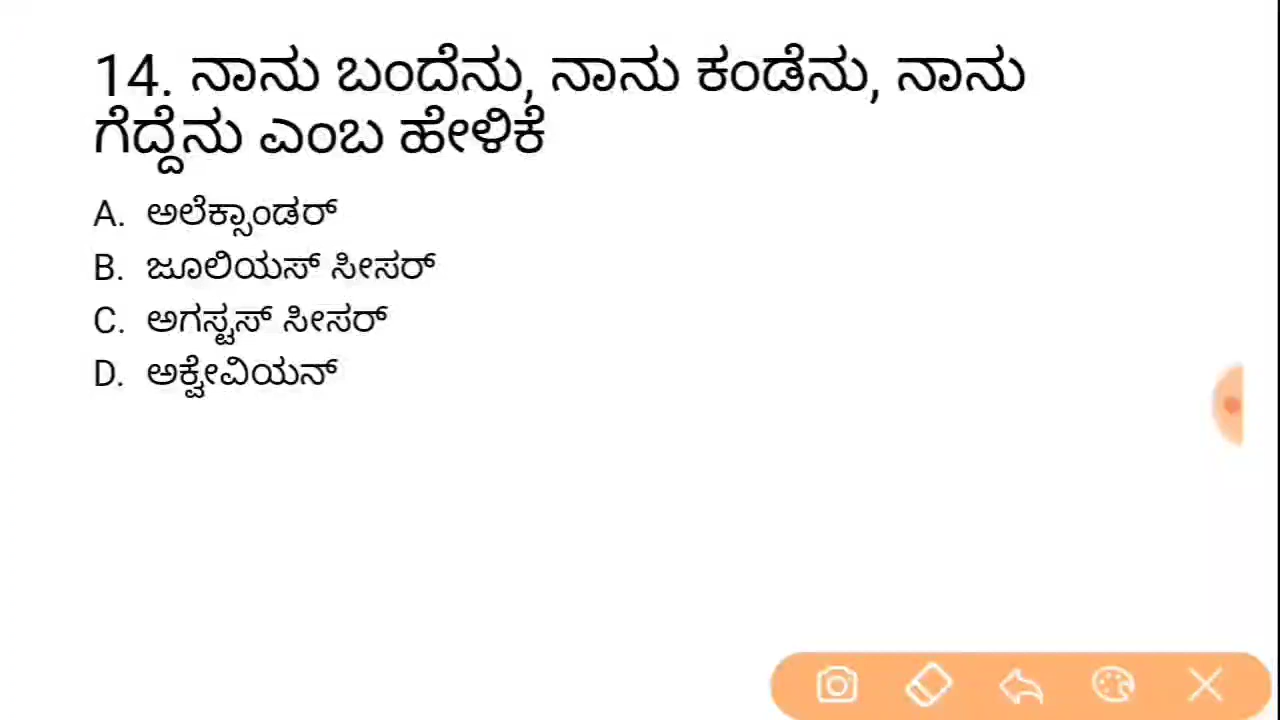 14. ನಾನು ಬಂದೆನು, ನಾನು ಕಂಡೆನು, ನಾನು
ಗೆದ್ದೆನು ಎಂಬ ಹೇಳಿಕೆ
A. ಅಲೆಕ್ಸಾಂಡರ್
B. ಜೂಲಿಯಸ್ ಸೀಸರ್
C. ಅಗಸ್ಟಸ್ ಸೀಸರ್
D. ಅಕ್ವೇವಿಯನ್